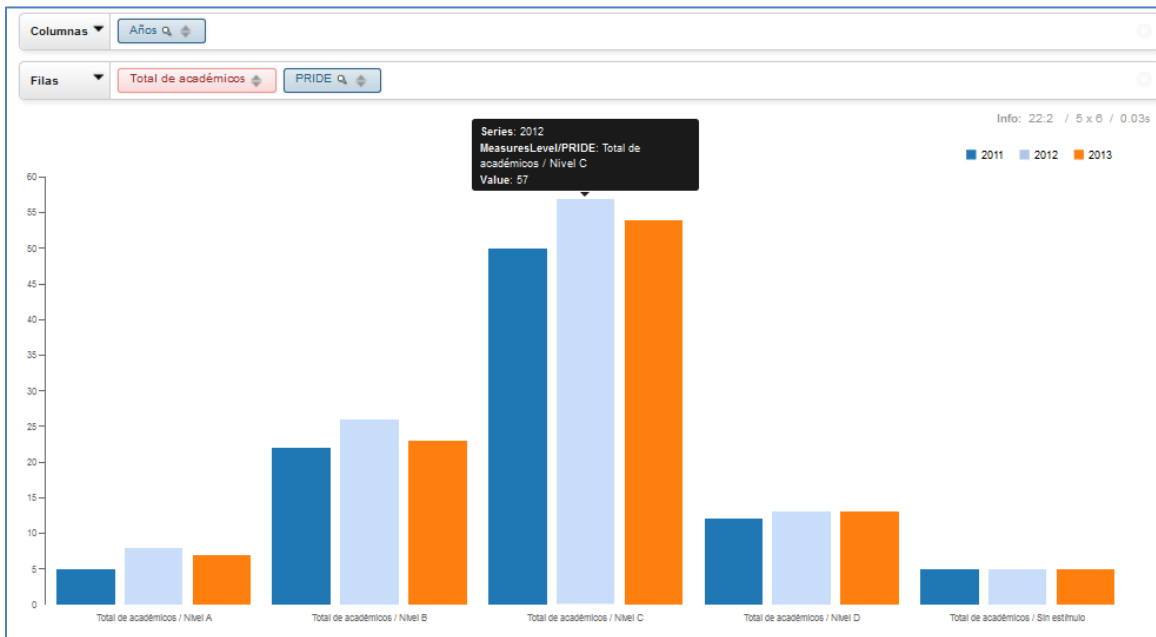 Columnas Años
Filas Total de académicos PRIDE
Info: 22:2 / 5 x 6 / 0.03s
Series: 2012
MeasuresLevel/PRIDE: Total de
académicos / Nivel C
Value: 57
2011 2012 2013
60
55
50
45
40
35
30
25
20
15
10
5
0
Total de académicos / Nivel A
Total de académicos / Nivel B
Total de académicos / Nivel C
Total de académicos / Nivel D
Total de académicos / Sin estímulo